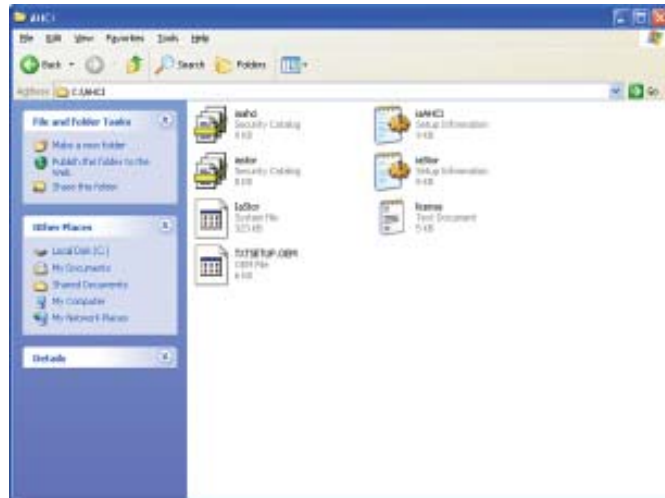 AHCI
File Edit View Favorites Tools Help
Back Search Folders
Address C:\AHCI Go
File and Folder Tasks
Make a new folder
Publish this folder to the Web
Share this folder
Other Places
Local Disk (C:)
My Documents
Shared Documents
My Computer
My Network Places
Details
iaahci
Security Catalog
iaAHCI
Setup Information
iastor
Security Catalog
iaStor
Setup Information
IaStor
System File
license
Text Document
5 KB
TXTSETUP.OEM
OEM File